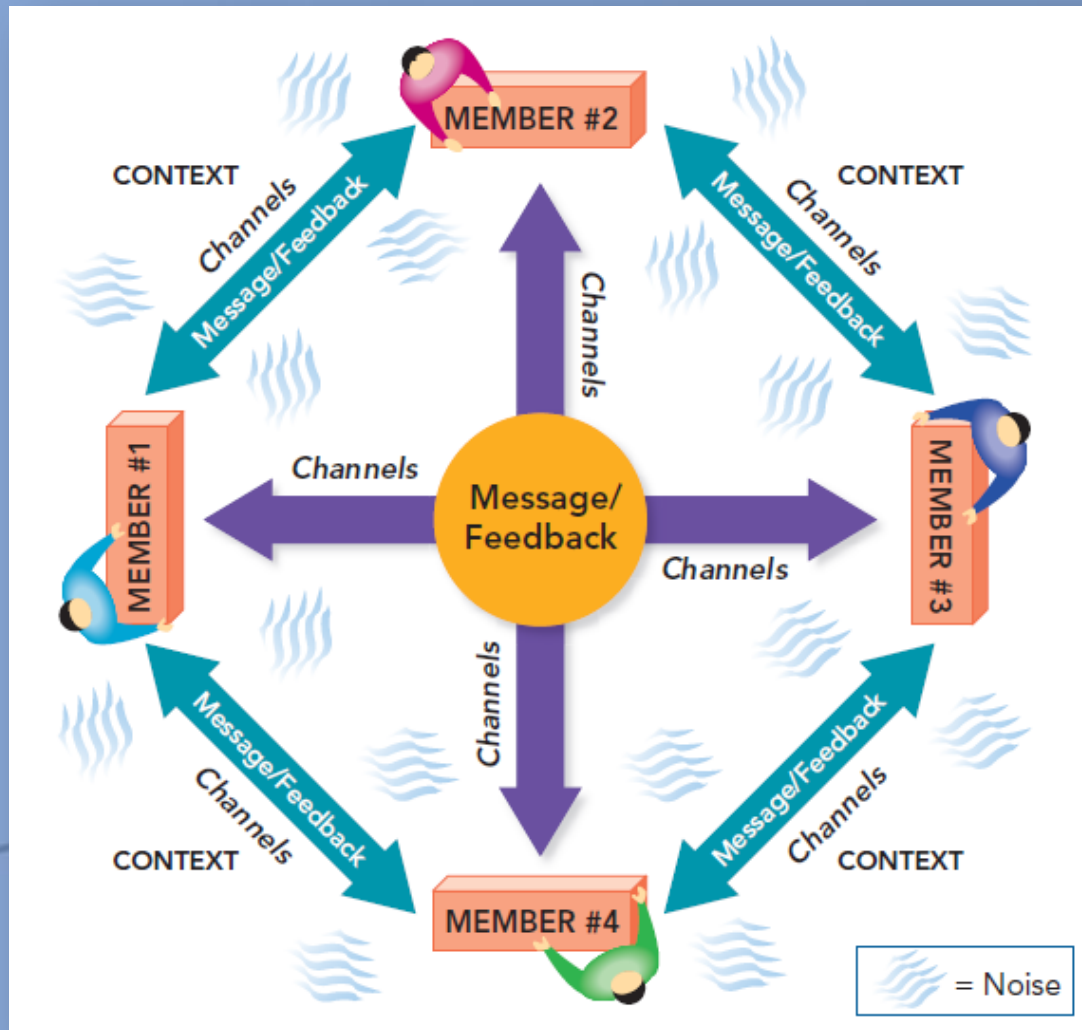 MEMBER #2
CONTEXT
Channels
Message/Feedback
CONTEXT
Channels
Message/Feedback
Channels
MEMBER #1
Channels
Message/
Feedback
Channels
MEMBER #3
Channels
Message/Feedback
Channels
CONTEXT
Message/Feedback
Channels
CONTEXT
MEMBER #4
= Noise